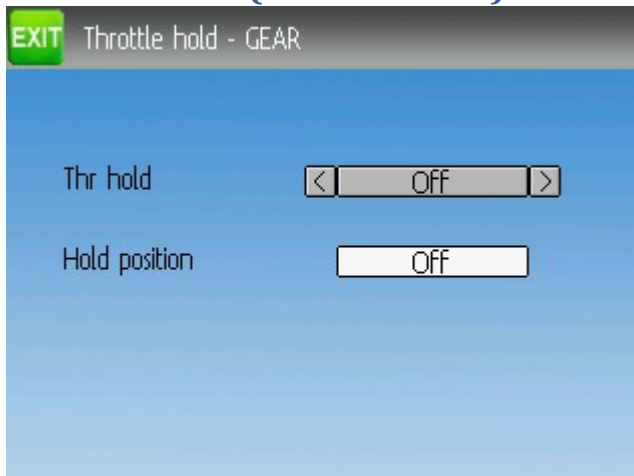 EXIT Throttle hold - GEAR
Thr hold < Off >
Hold position Off